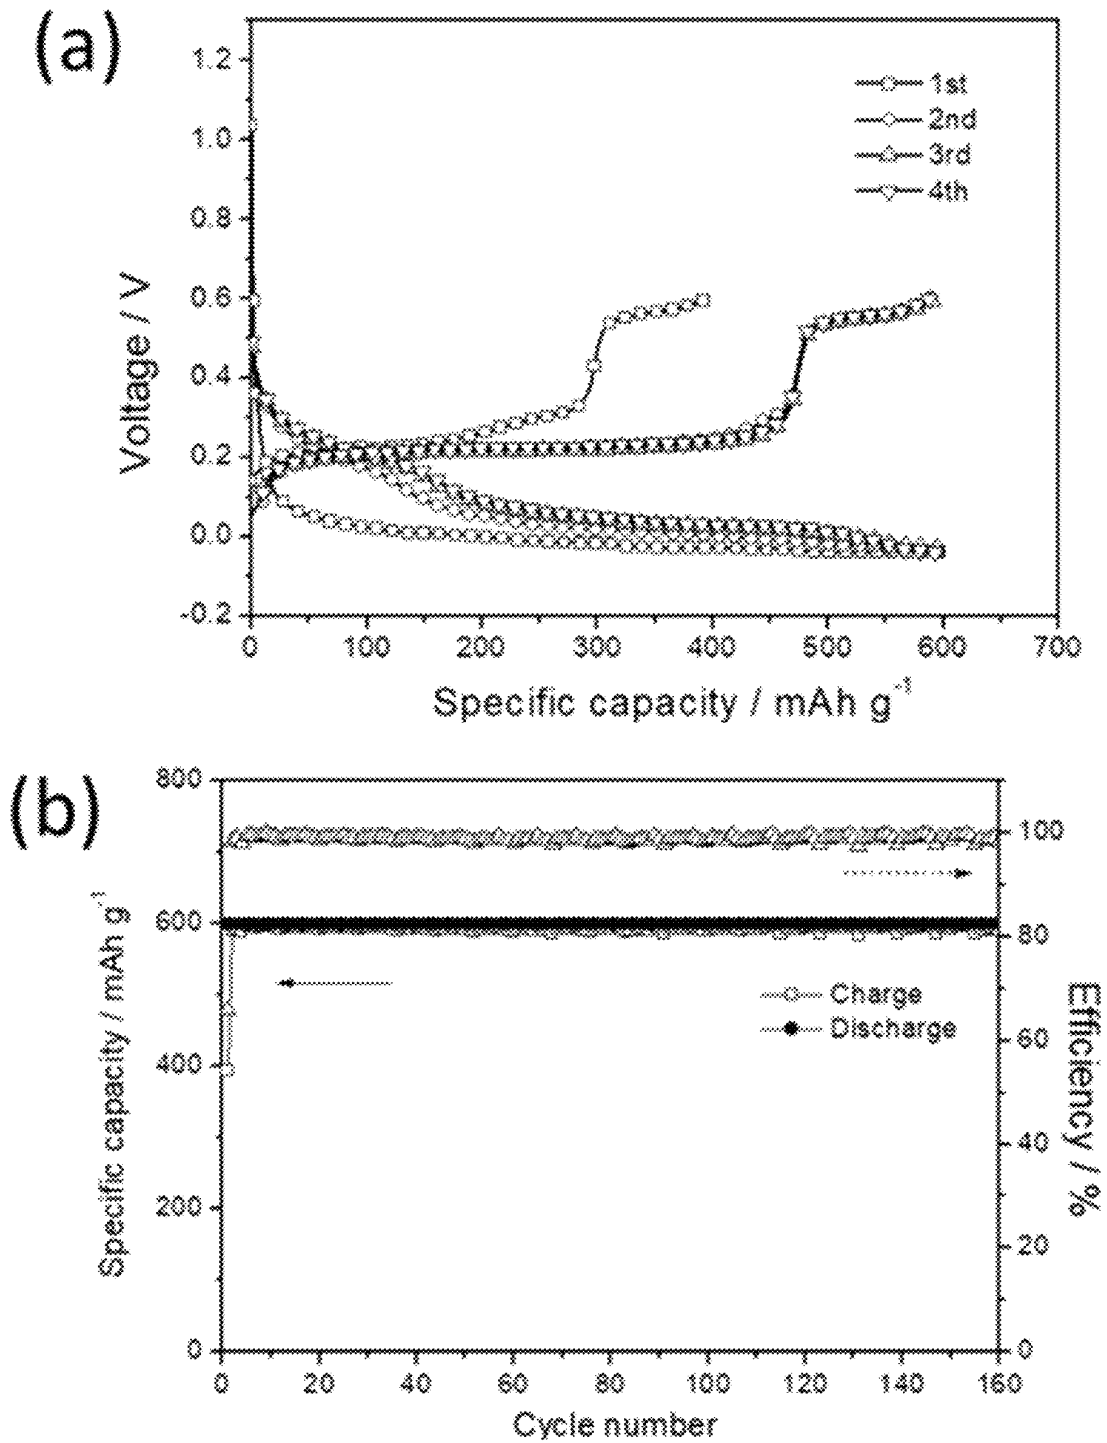 (a)
1.2
1.0
0.8
0.6
0.4
0.2
0.0
-0.2
Voltage / V
1st
2nd
3rd
4th
0 100 200 300 400 500 600 700
Specific capacity / mAh g⁻¹
(b)
800
600
400
200
0
Specific capacity / mAh g⁻¹
100
80
60
40
20
0
Efficiency / %
Charge
Discharge
0 20 40 60 80 100 120 140 160
Cycle number